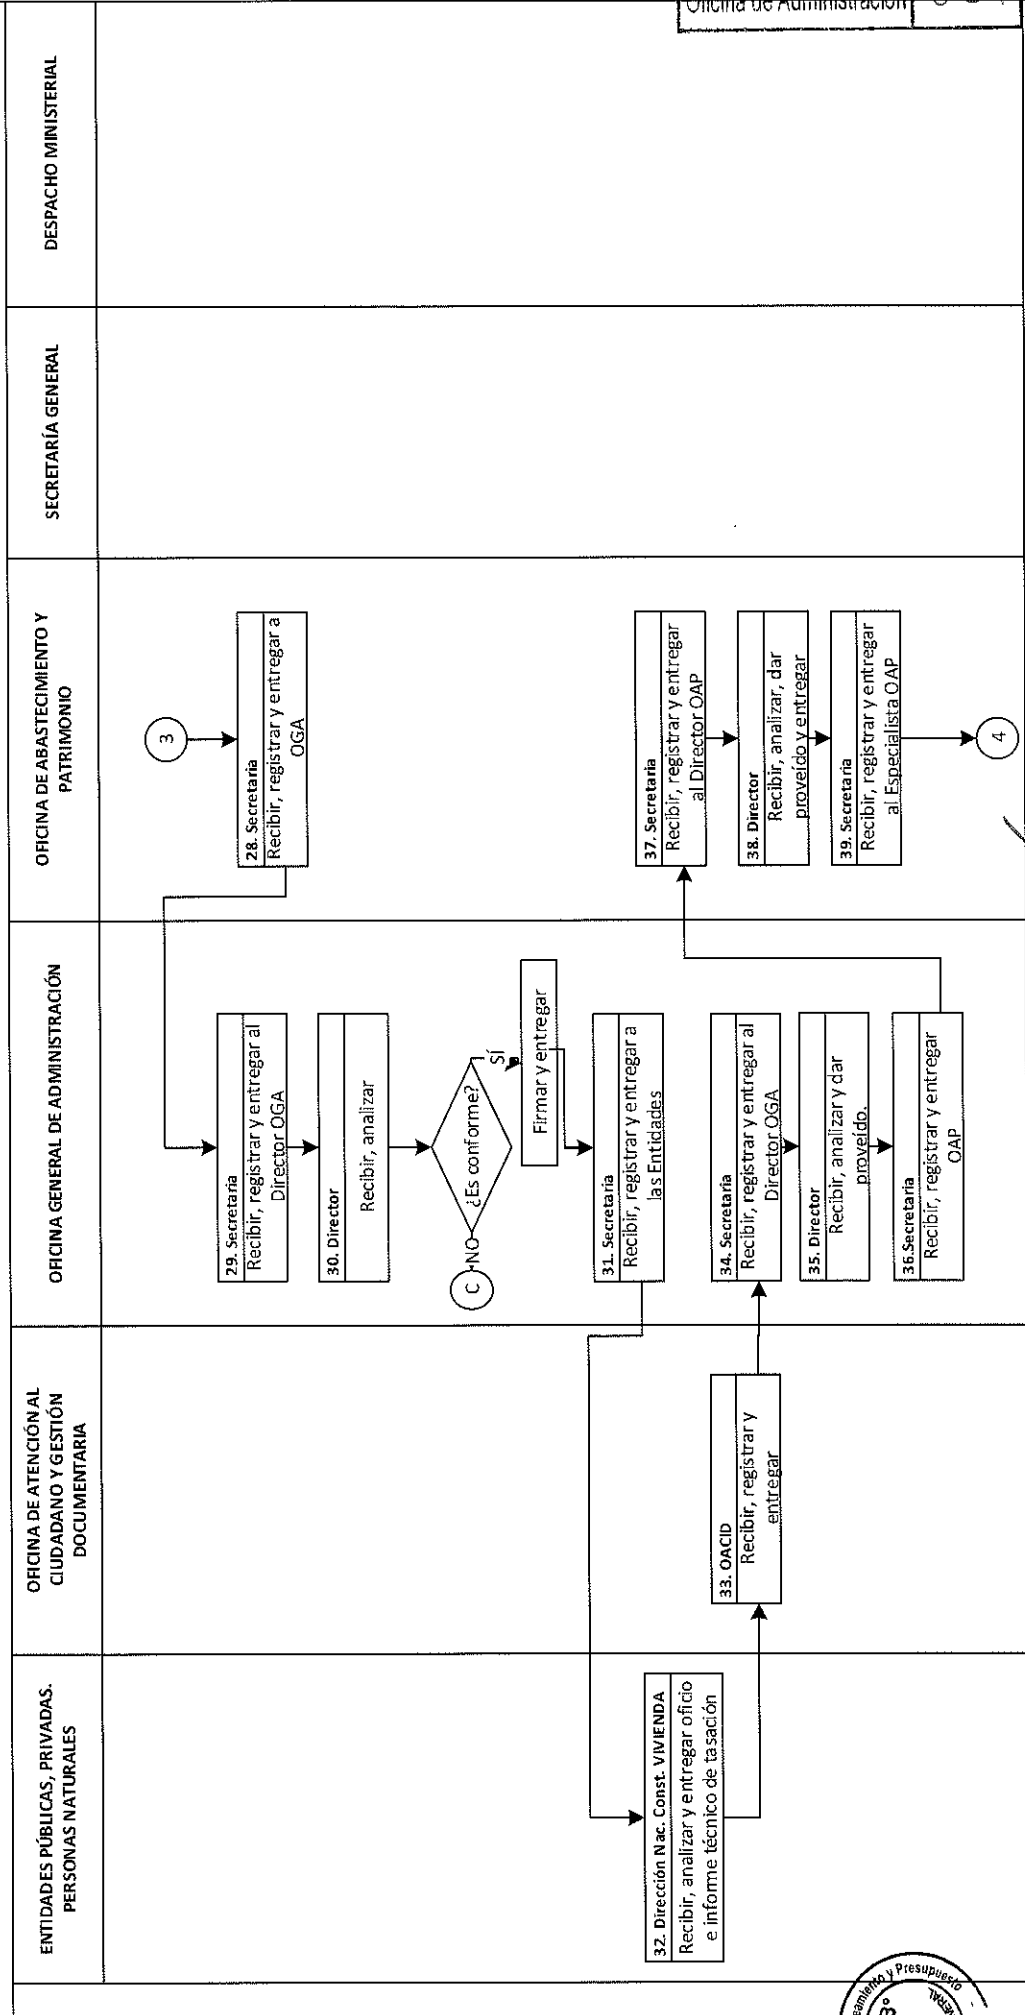 ENTIDADES PÚBLICAS, PRIVADAS.
PERSONAS NATURALES
OFICINA DE ATENCIÓN AL
CIUDADANO Y GESTIÓN
DOCUMENTARIA
OFICINA GENERAL DE ADMINISTRACIÓN
OFICINA DE ABASTECIMIENTO Y
PATRIMONIO
SECRETARÍA GENERAL
DESPACHO MINISTERIAL
3
28. Secretaria
Recibir, registrar y entregar a
OGA
29. Secretaria
Recibir, registrar y entregar al
Director OGA
30. Director
Recibir, analizar
¿Es conforme?
NO
C
SÍ
Firmar y entregar
31. Secretaria
Recibir, registrar y entregar a
las Entidades
32. Dirección Nac. Const. VIVIENDA
Recibir, analizar y entregar oficio
e informe técnico de tasación
33. OACID
Recibir, registrar y
entregar
34. Secretaria
Recibir, registrar y entregar al
Director OGA
35. Director
Recibir, analizar y dar
proveído.
36.Secretaria
Recibir, registrar y entregar
OAP
37. Secretaria
Recibir, registrar y entregar
al Director OAP
38. Director
Recibir, analizar, dar
proveído y entregar
39. Secretaria
Recibir, registrar y entregar
al Especialista OAP
4
Oficina de Administración
y Presupuesto